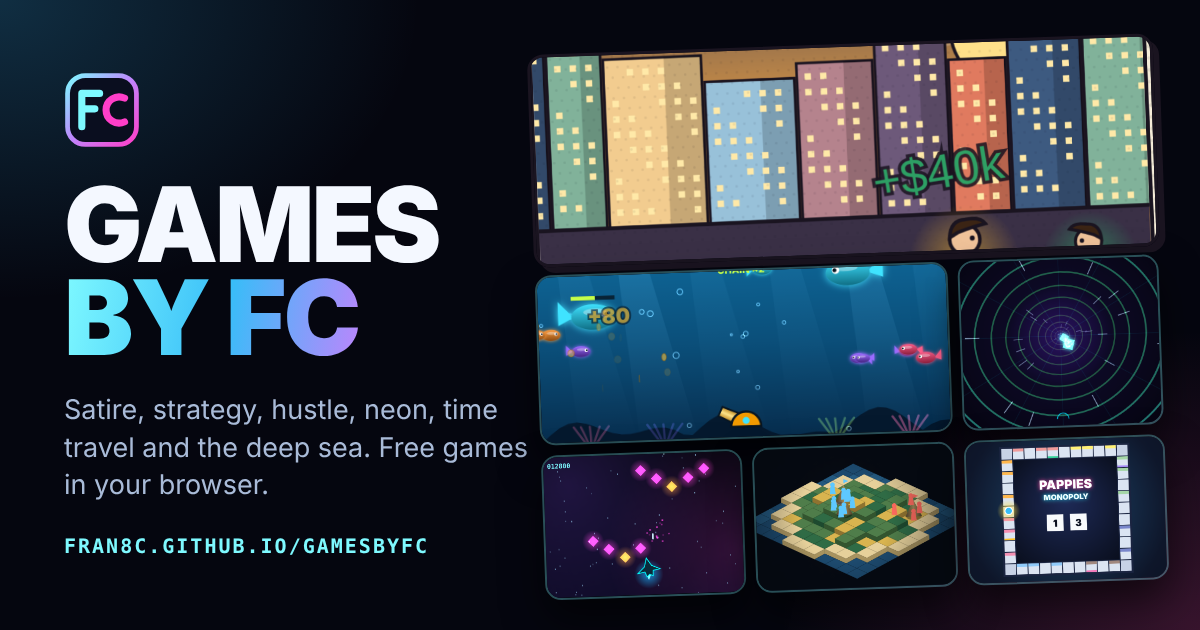 FC
GAMES
BY FC
Satire, strategy, hustle, neon, time
travel and the deep sea. Free games
in your browser.
FRAN8C.GITHUB.IO/GAMESBYFC
+$40k
+80
012800
PAPPIES
MONOPOLY
1 3